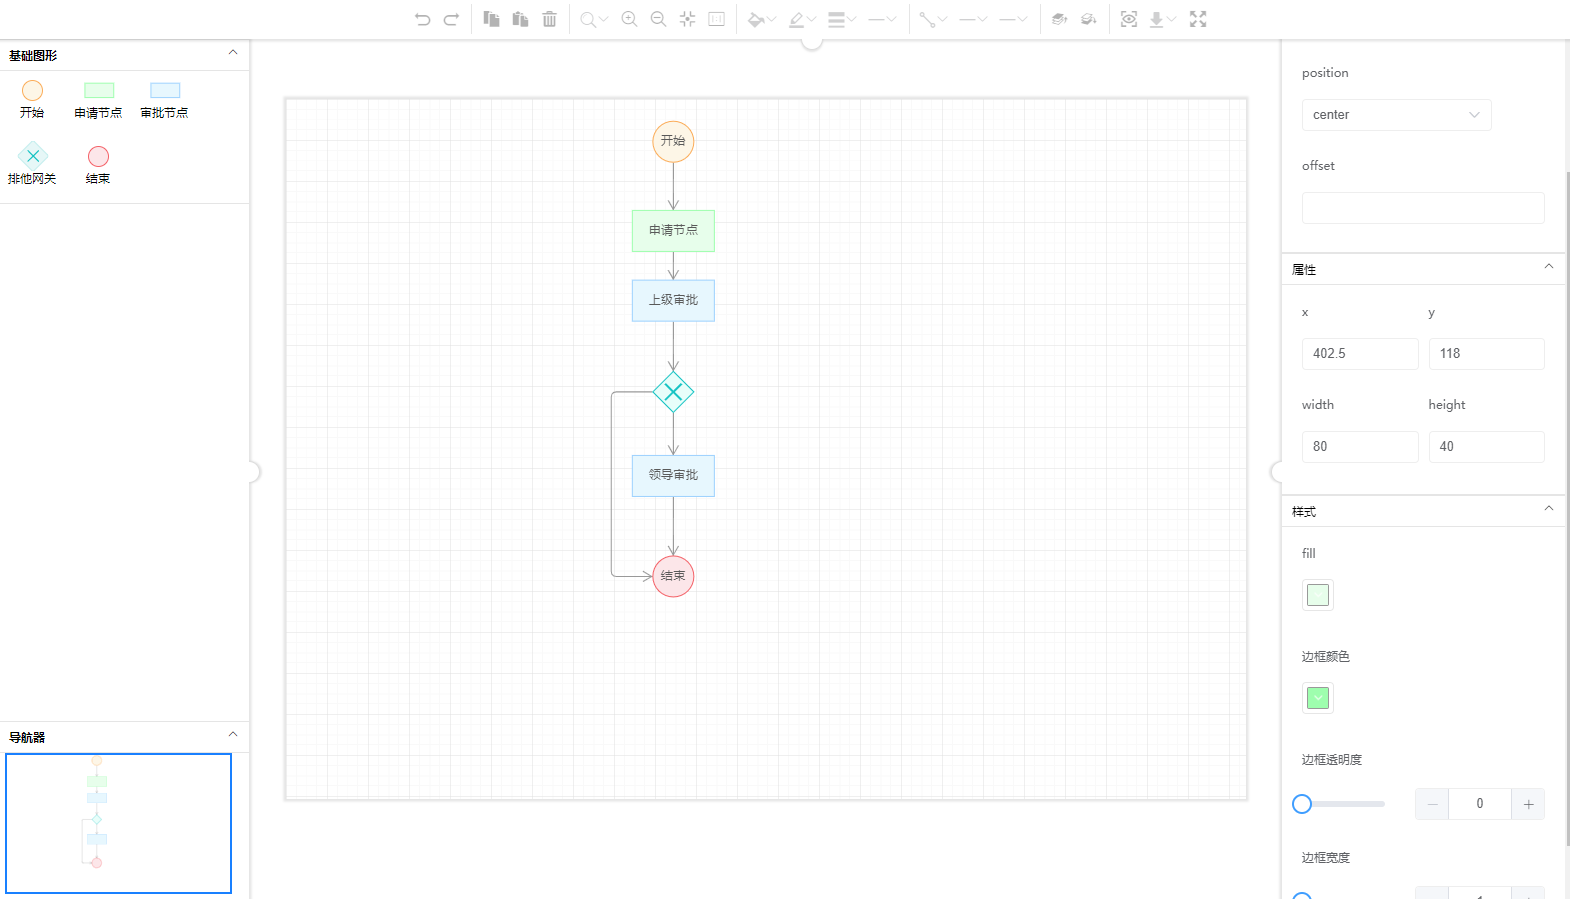 基础图形
开始
申请节点
审批节点
排他网关
结束
导航器
开始
申请节点
上级审批
领导审批
结束
position
center
offset
属性
x
y
402.5
118
width
height
80
40
样式
fill
边框颜色
边框透明度
0
边框宽度